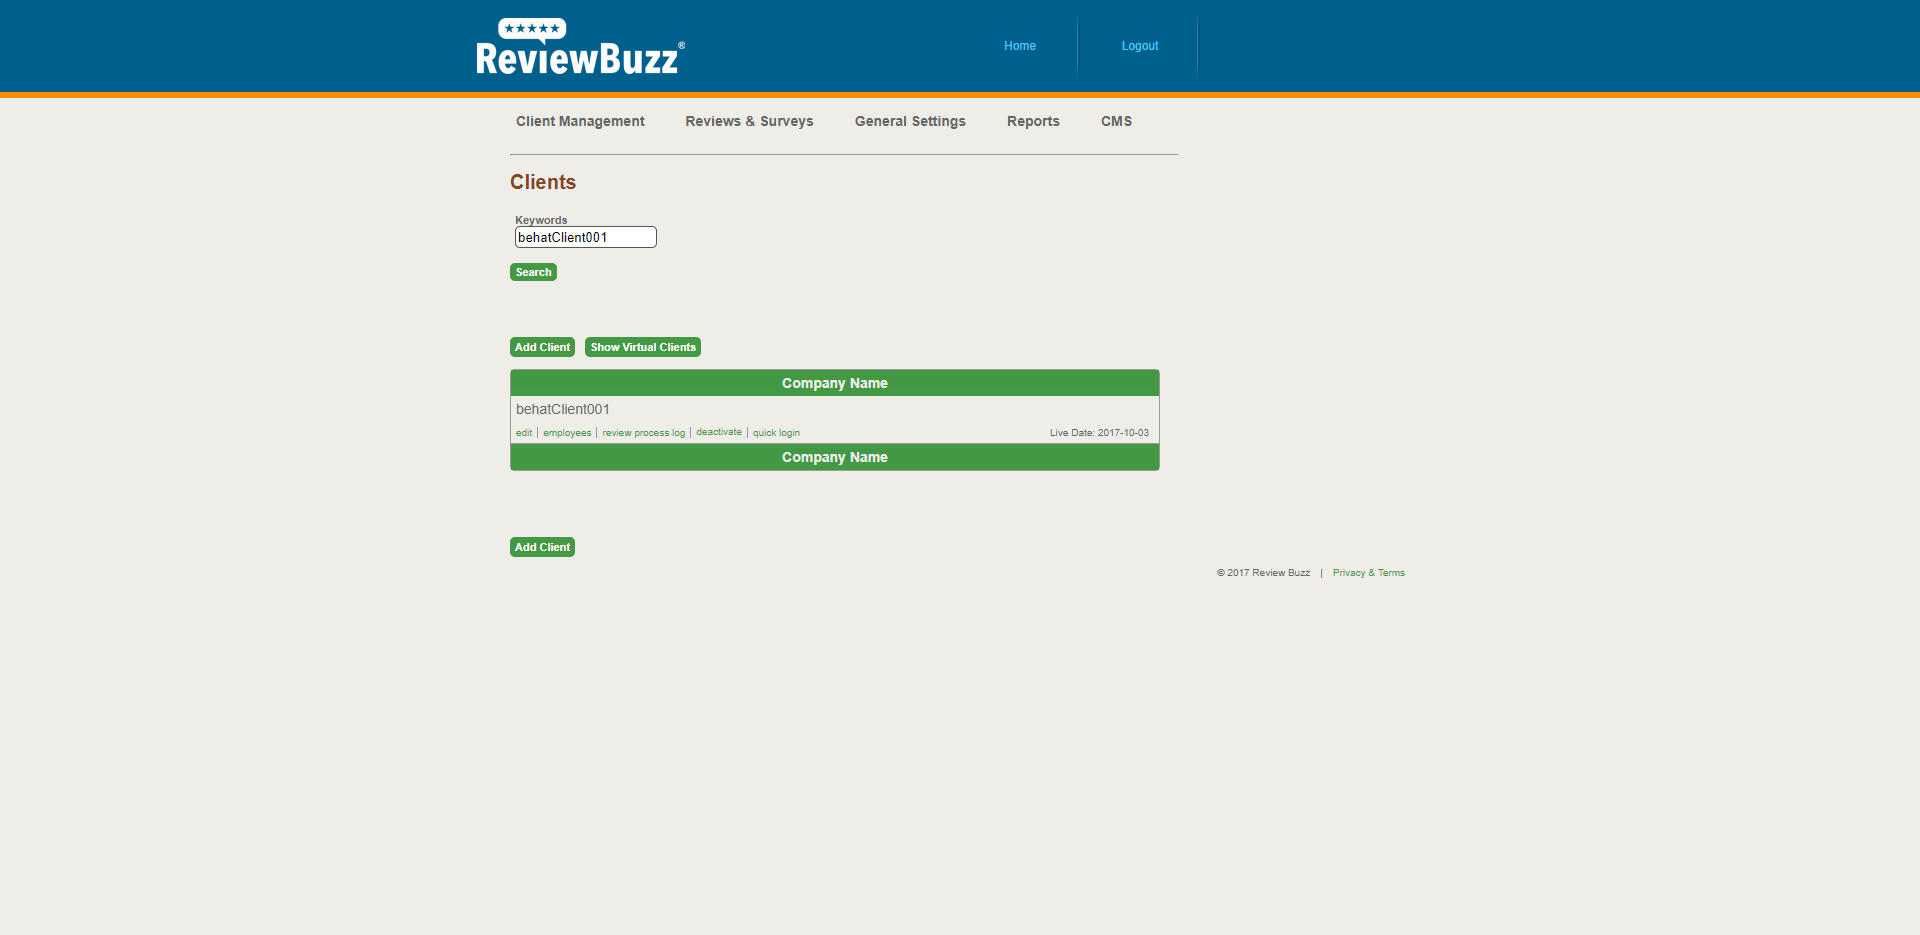 ReviewBuzz®
Home
Logout
Client Management
Reviews & Surveys
General Settings
Reports
CMS
Clients
Keywords
behatClient001
Search
Add Client
Show Virtual Clients
Company Name
behatClient001
edit | employees | review process log | deactivate | quick login
Live Date: 2017-10-03
Company Name
Add Client
© 2017 Review Buzz | Privacy & Terms